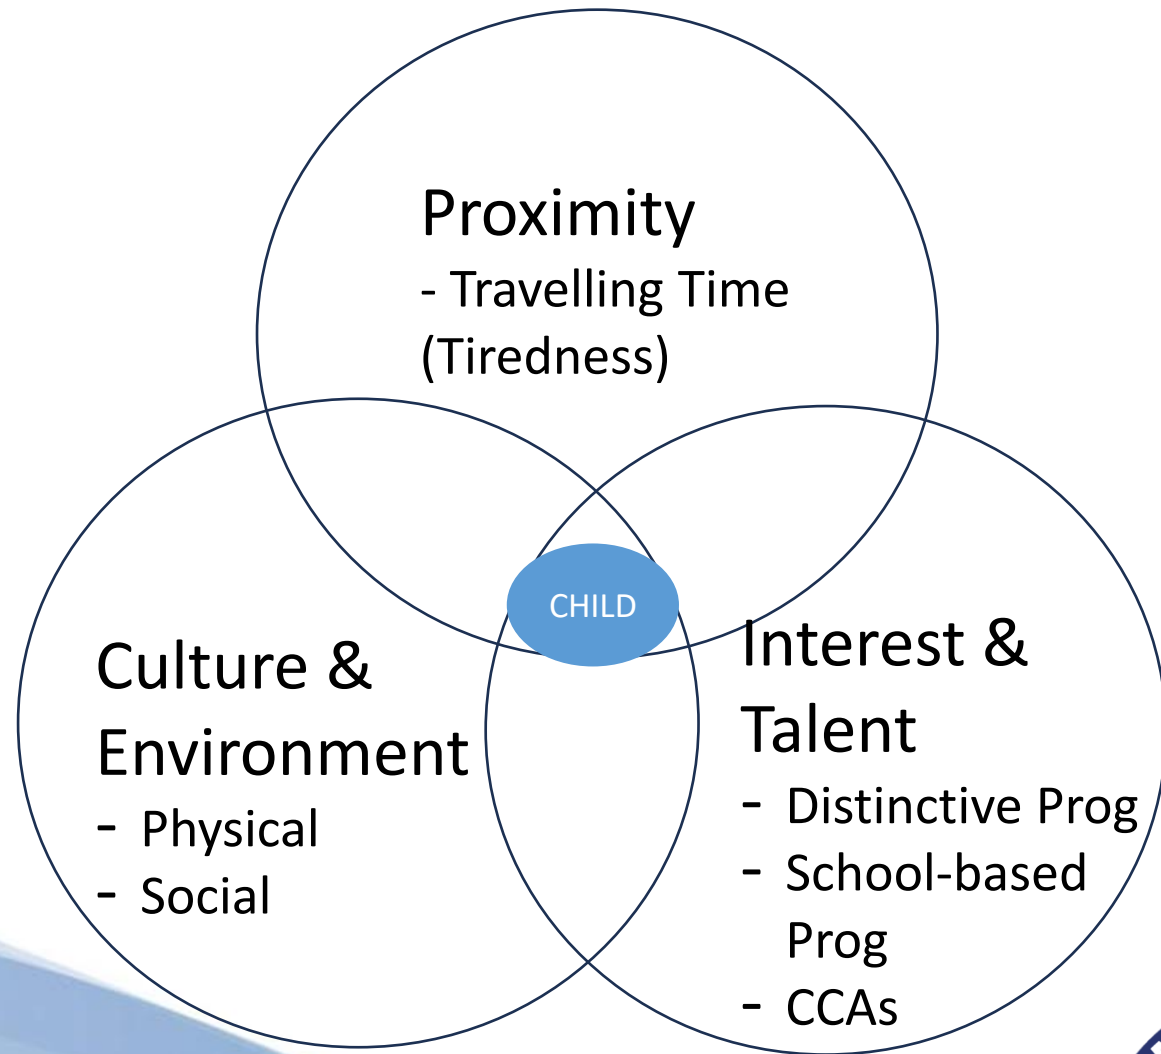 Proximity
- Travelling Time
(Tiredness)
CHILD
Culture &
Environment
- Physical
- Social
Interest &
Talent
- Distinctive Prog
- School-based
Prog
- CCAs